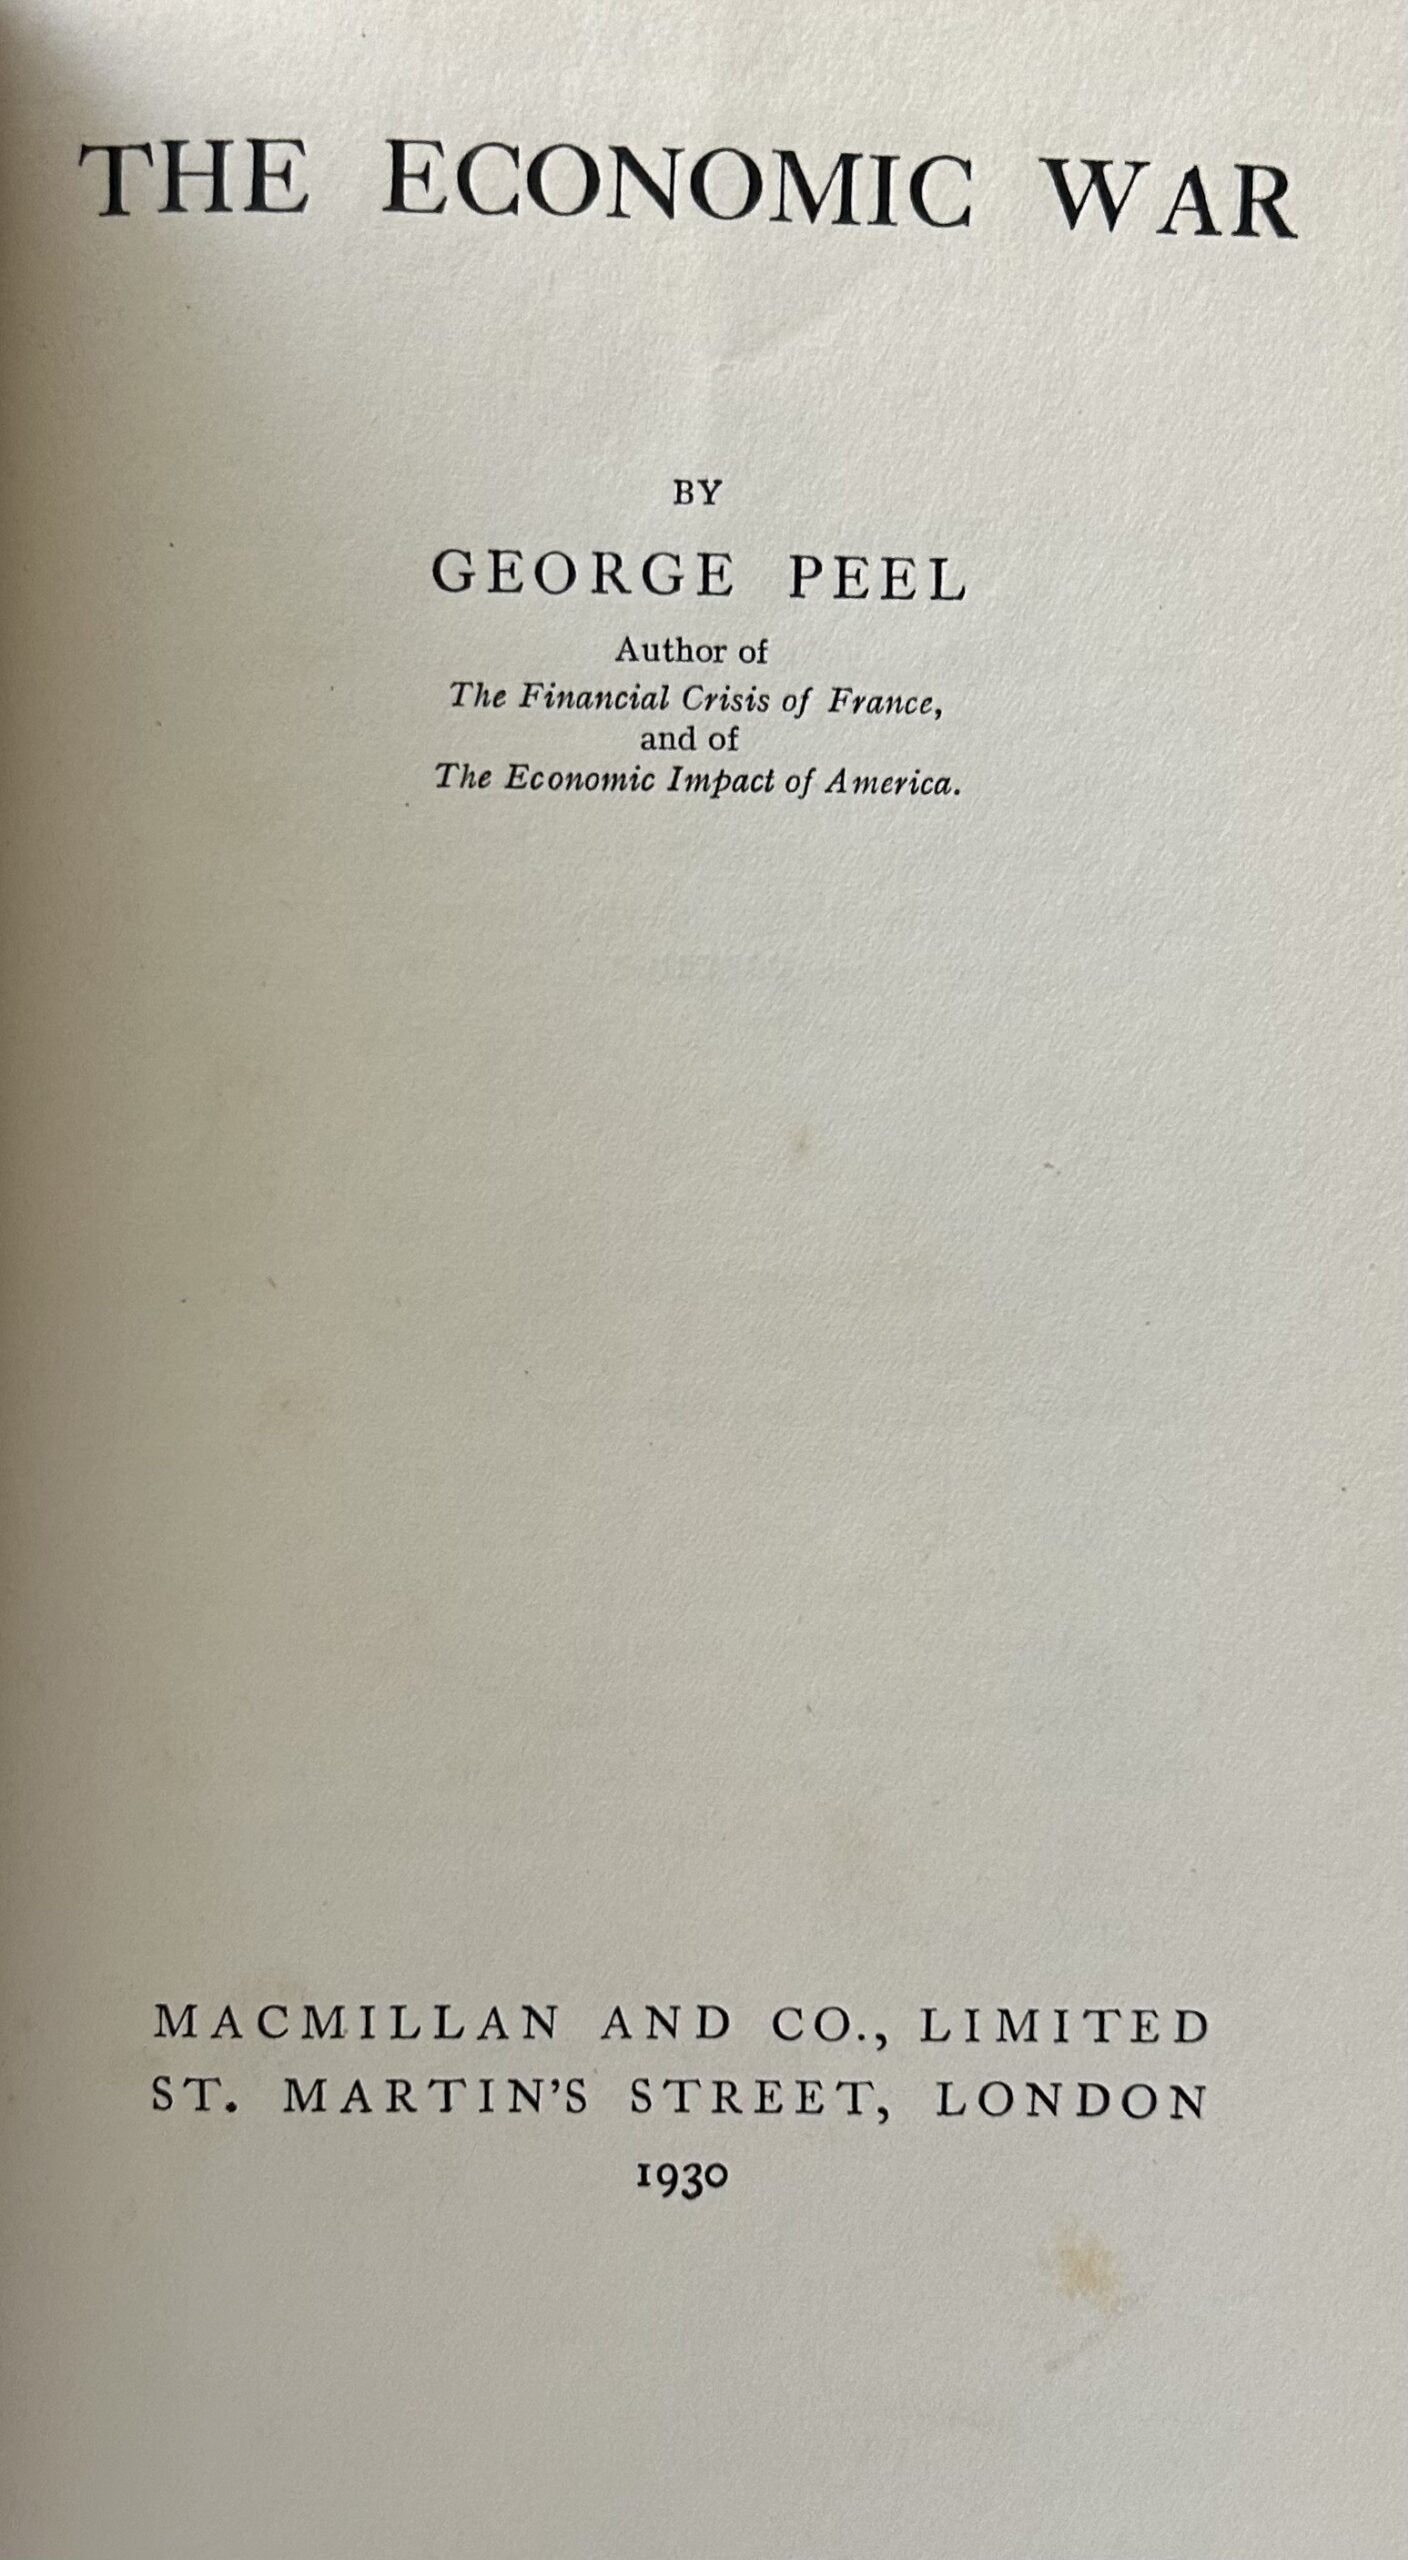 THE ECONOMIC WAR
BY
GEORGE PEEL
Author of
The Financial Crisis of France,
and of
The Economic Impact of America.
MACMILLAN AND CO., LIMITED
ST. MARTIN'S STREET, LONDON
1930